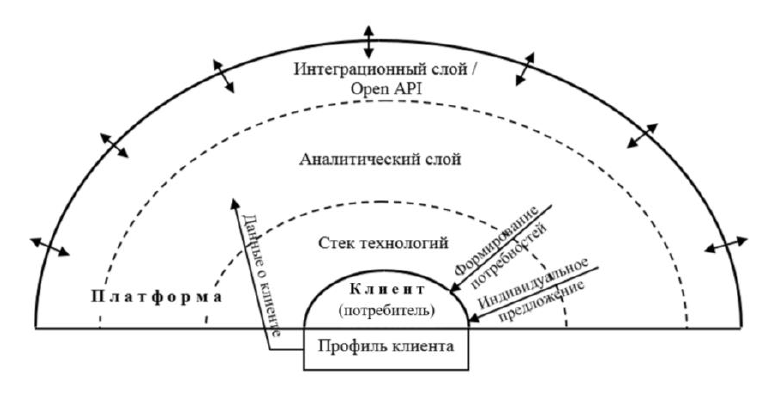 Интеграционный слой /
Open API
Аналитический слой
Стек технологий
Данные о клиенте
Формирование
потребностей
Индивидуальное
предложение
Платформа
Клиент
(потребитель)
Профиль клиента